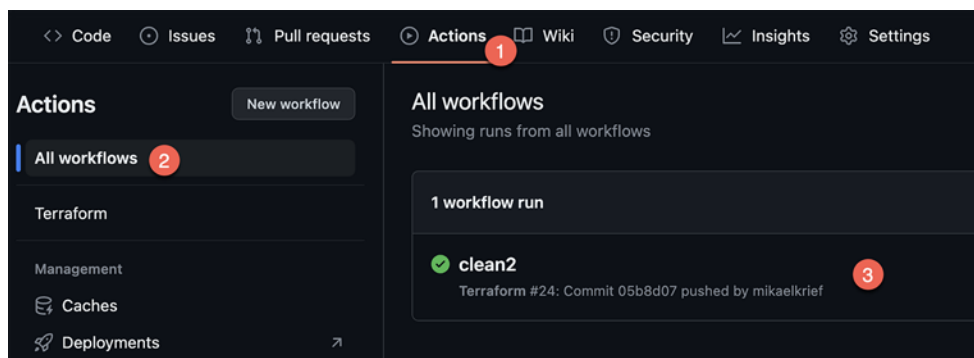 Code Issues Pull requests Actions Wiki Security Insights Settings
1
Actions New workflow
All workflows 2
Terraform
Management
Caches
Deployments
All workflows
Showing runs from all workflows
1 workflow run
clean2
Terraform #24: Commit 05b8d07 pushed by mikaelkrief
3